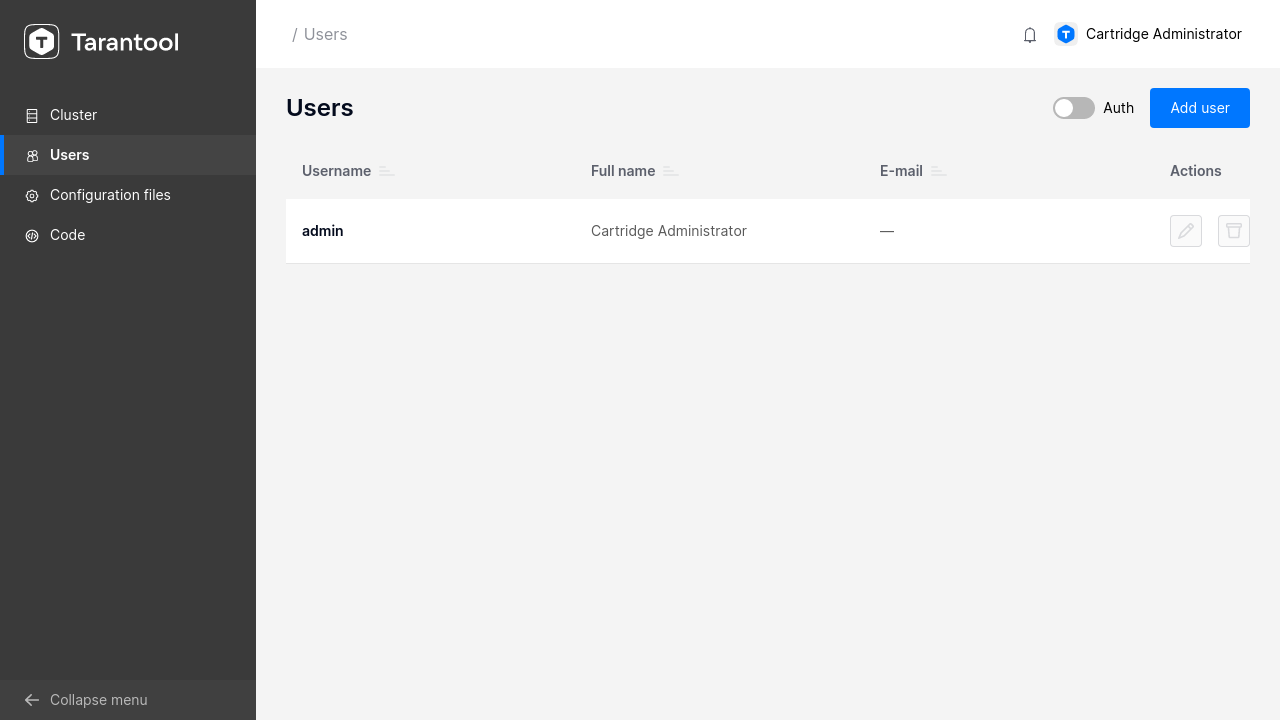 Tarantool
/ Users
Cartridge Administrator
Cluster
Users
Configuration files
Code
Collapse menu
Users
Auth
Add user
Username
Full name
E-mail
Actions
admin
Cartridge Administrator
—